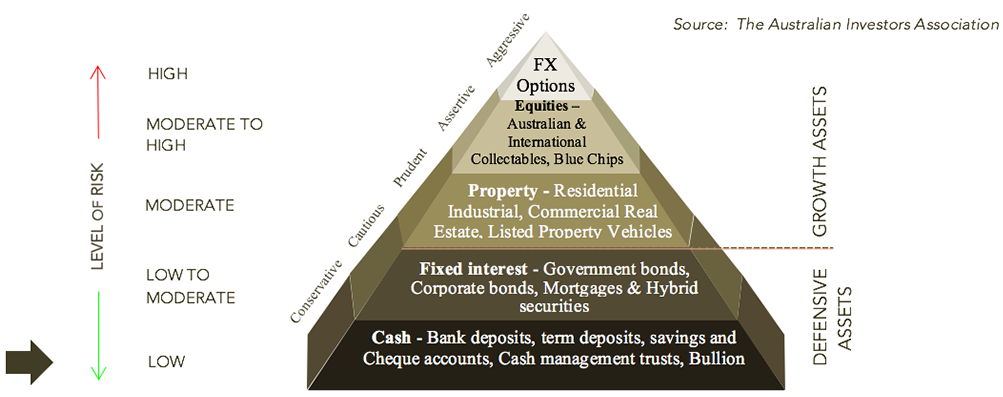 Source: The Australian Investors Association
LEVEL OF RISK
HIGH
MODERATE TO
HIGH
MODERATE
LOW TO
MODERATE
LOW
Aggressive
Assertive
Prudent
Cautious
Conservative
FX
Options
Equities –
Australian &
International
Collectables, Blue Chips
Property - Residential
Industrial, Commercial Real
Estate, Listed Property Vehicles
Fixed interest - Government bonds,
Corporate bonds, Mortgages & Hybrid
securities
Cash - Bank deposits, term deposits, savings and
Cheque accounts, Cash management trusts, Bullion
GROWTH ASSETS
DEFENSIVE
ASSETS